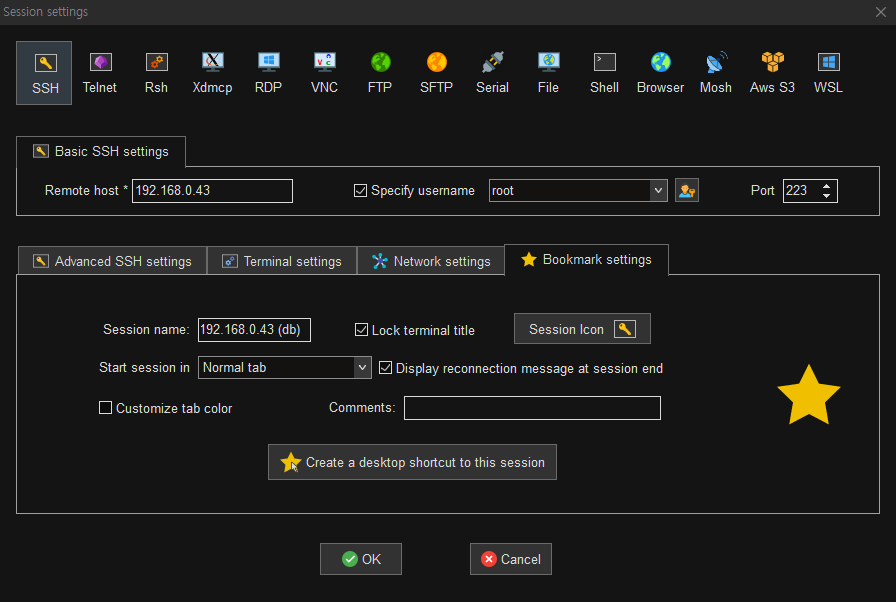 Session settings
SSH Telnet Rsh Xdmcp RDP VNC FTP SFTP Serial File Shell Browser Mosh Aws S3 WSL
Basic SSH settings
Remote host * 192.168.0.43 Specify username root Port 223
Advanced SSH settings Terminal settings Network settings Bookmark settings
Session name: 192.168.0.43 (db) Lock terminal title Session Icon
Start session in Normal tab Display reconnection message at session end
Customize tab color Comments:
Create a desktop shortcut to this session
OK Cancel